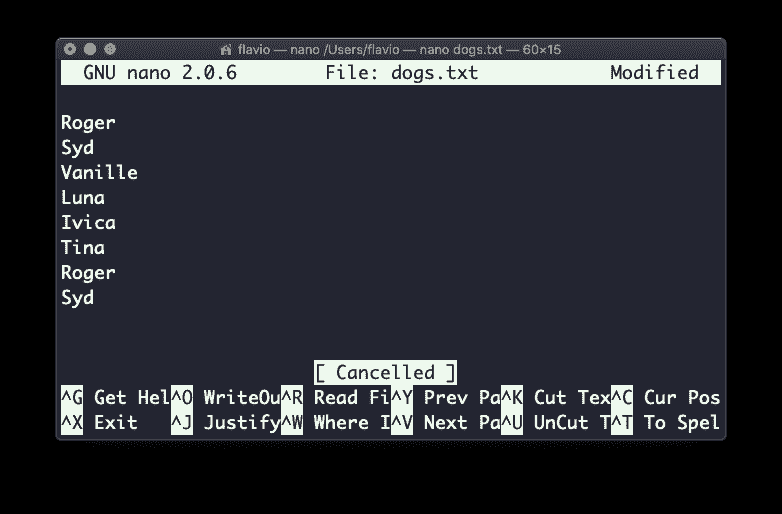 flavio — nano /Users/flavio — nano dogs.txt — 60×15
GNU nano 2.0.6 File: dogs.txt Modified
Roger
Syd
Vanille
Luna
Ivica
Tina
Roger
Syd
[ Cancelled ]
^G Get Hel^O WriteOu^R Read Fi^Y Prev Pa^K Cut Tex^C Cur Pos
^X Exit ^J Justify^W Where I^V Next Pa^U UnCut T^T To Spel